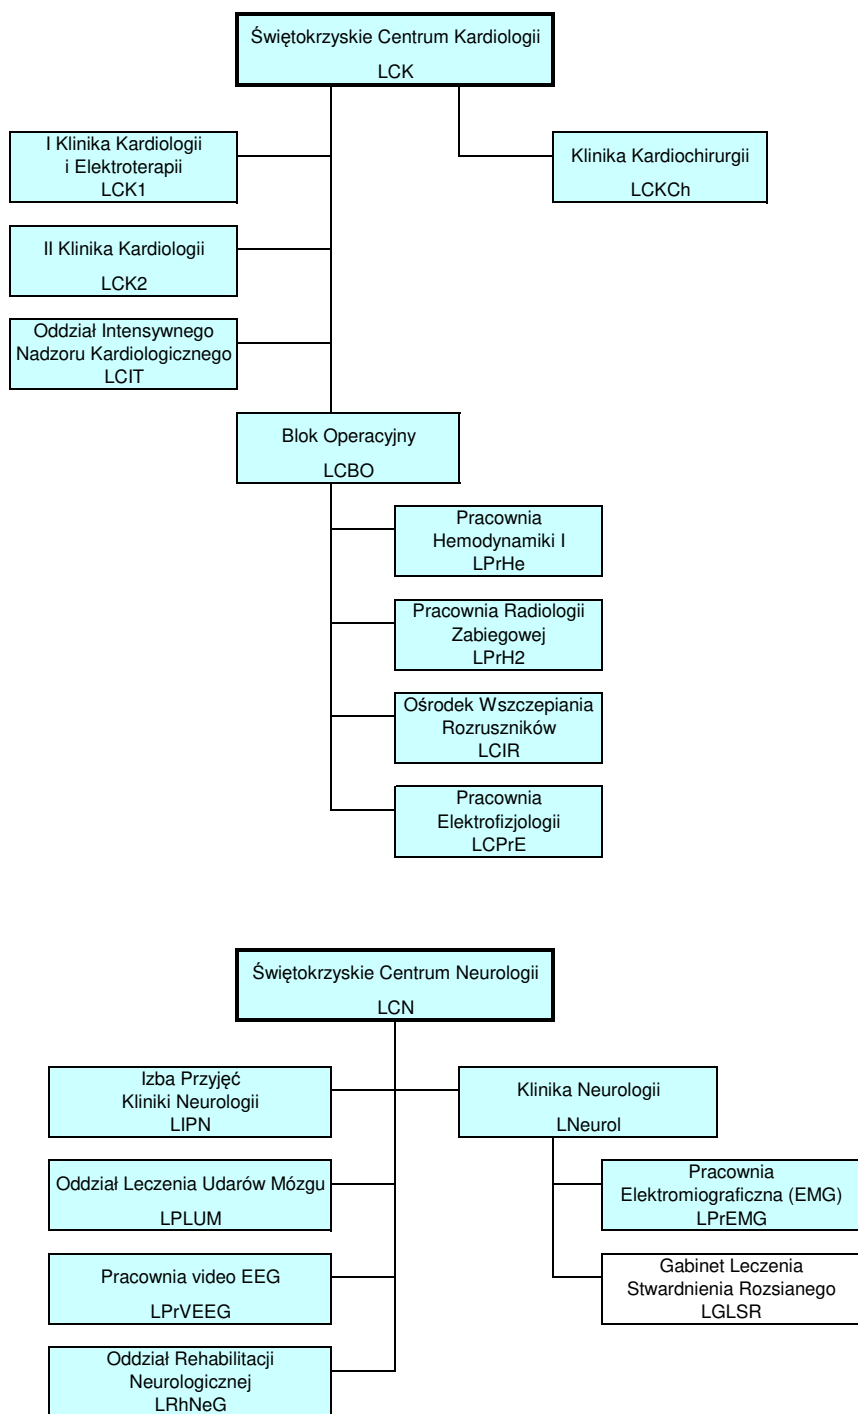 Świętokrzyskie Centrum Kardiologii
LCK
I Klinika Kardiologii
i Elektroterapii
LCK1
Klinika Kardiochirurgii
LCKCh
II Klinika Kardiologii
LCK2
Oddział Intensywnego
Nadzoru Kardiologicznego
LCIT
Blok Operacyjny
LCBO
Pracownia
Hemodynamiki I
LPrHe
Pracownia Radiologii
Zabiegowej
LPrH2
Ośrodek Wszczepiania
Rozruszników
LCIR
Pracownia
Elektrofizjologii
LCPrE
Świętokrzyskie Centrum Neurologii
LCN
Izba Przyjęć
Kliniki Neurologii
LIPN
Klinika Neurologii
LNeurol
Oddział Leczenia Udarów Mózgu
LPLUM
Pracownia
Elektromiograficzna (EMG)
LPrEMG
Pracownia video EEG
LPrVEEG
Gabinet Leczenia
Stwardnienia Rozsianego
LGLSR
Oddział Rehabilitacji
Neurologicznej
LRhNeG